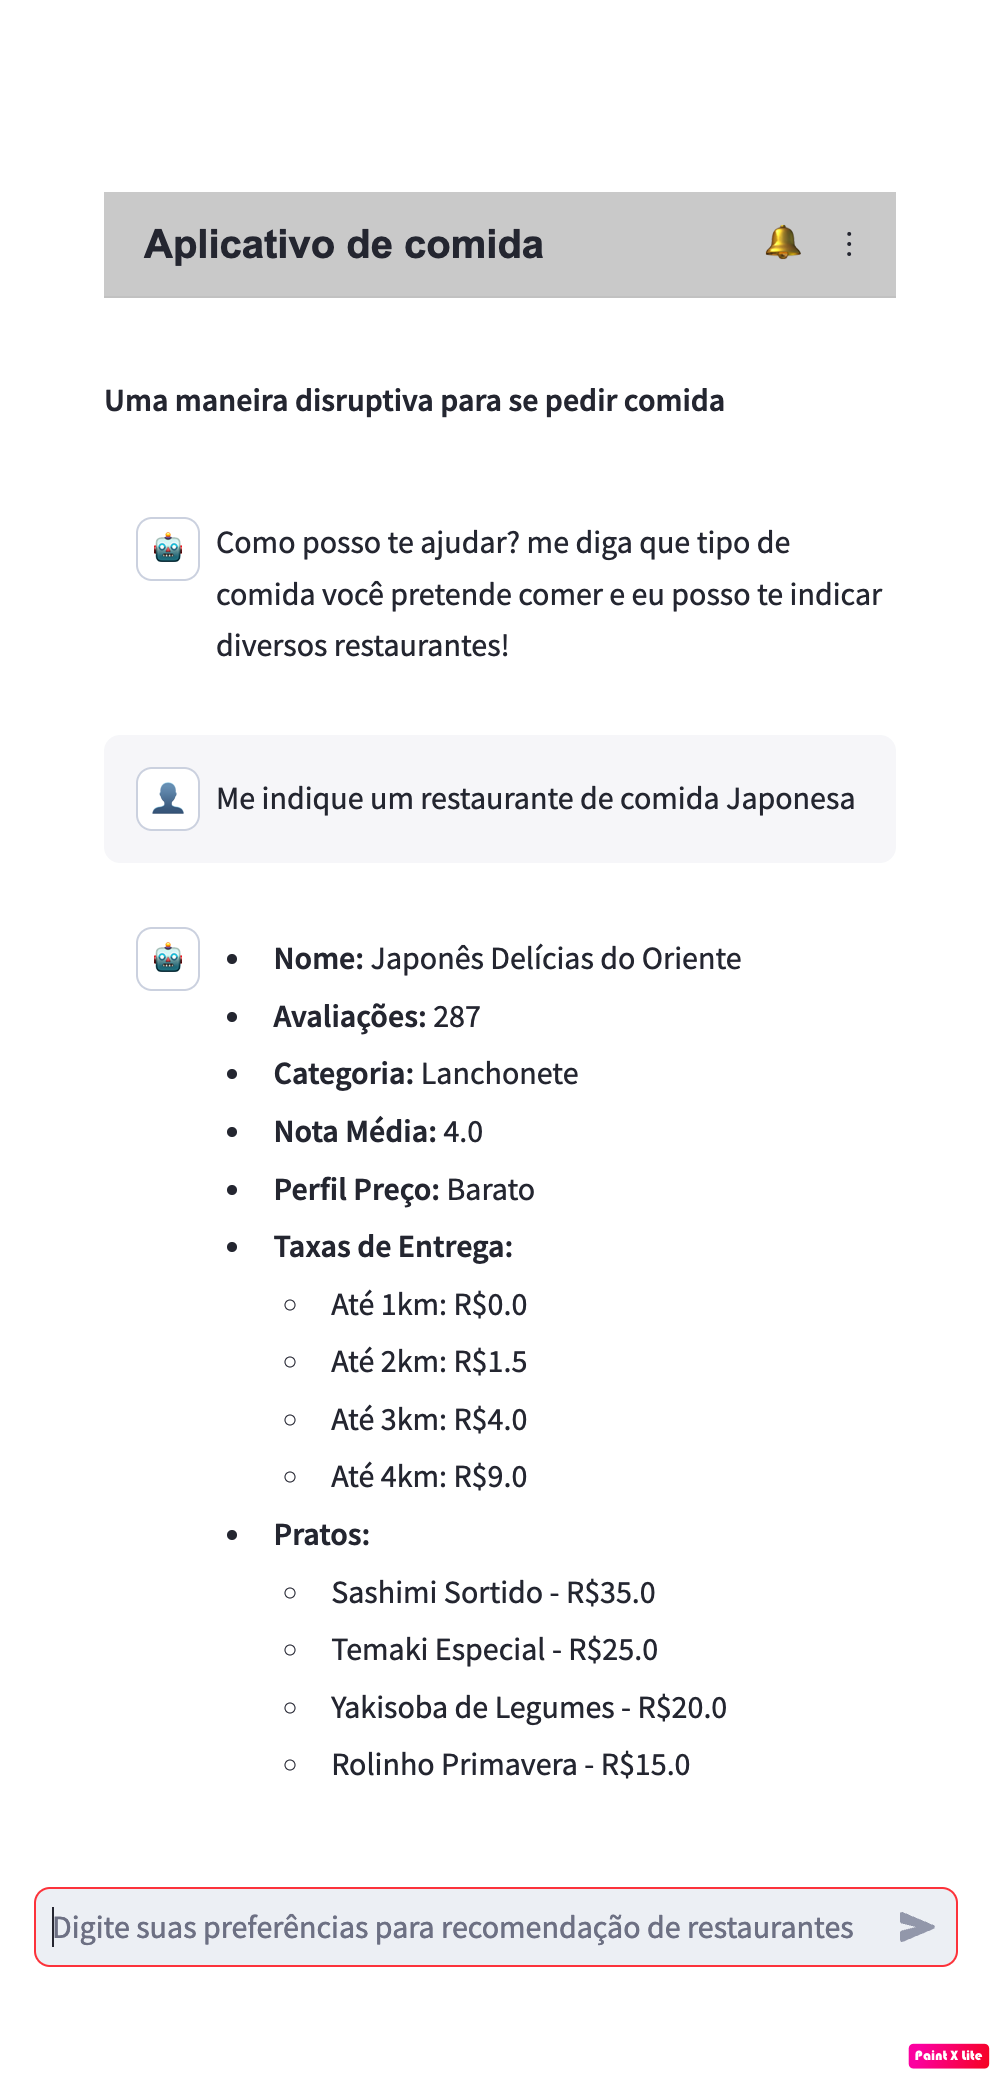 Aplicativo de comida
Uma maneira disruptiva para se pedir comida
Como posso te ajudar? me diga que tipo de
comida você pretende comer e eu posso te indicar
diversos restaurantes!
Me indique um restaurante de comida Japonesa
Nome: Japonês Delícias do Oriente
Avaliações: 287
Categoria: Lanchonete
Nota Média: 4.0
Perfil Preço: Barato
Taxas de Entrega:
Até 1km: R$0.0
Até 2km: R$1.5
Até 3km: R$4.0
Até 4km: R$9.0
Pratos:
Sashimi Sortido - R$35.0
Temaki Especial - R$25.0
Yakisoba de Legumes - R$20.0
Rolinho Primavera - R$15.0
Digite suas preferências para recomendação de restaurantes
Paint X Lite